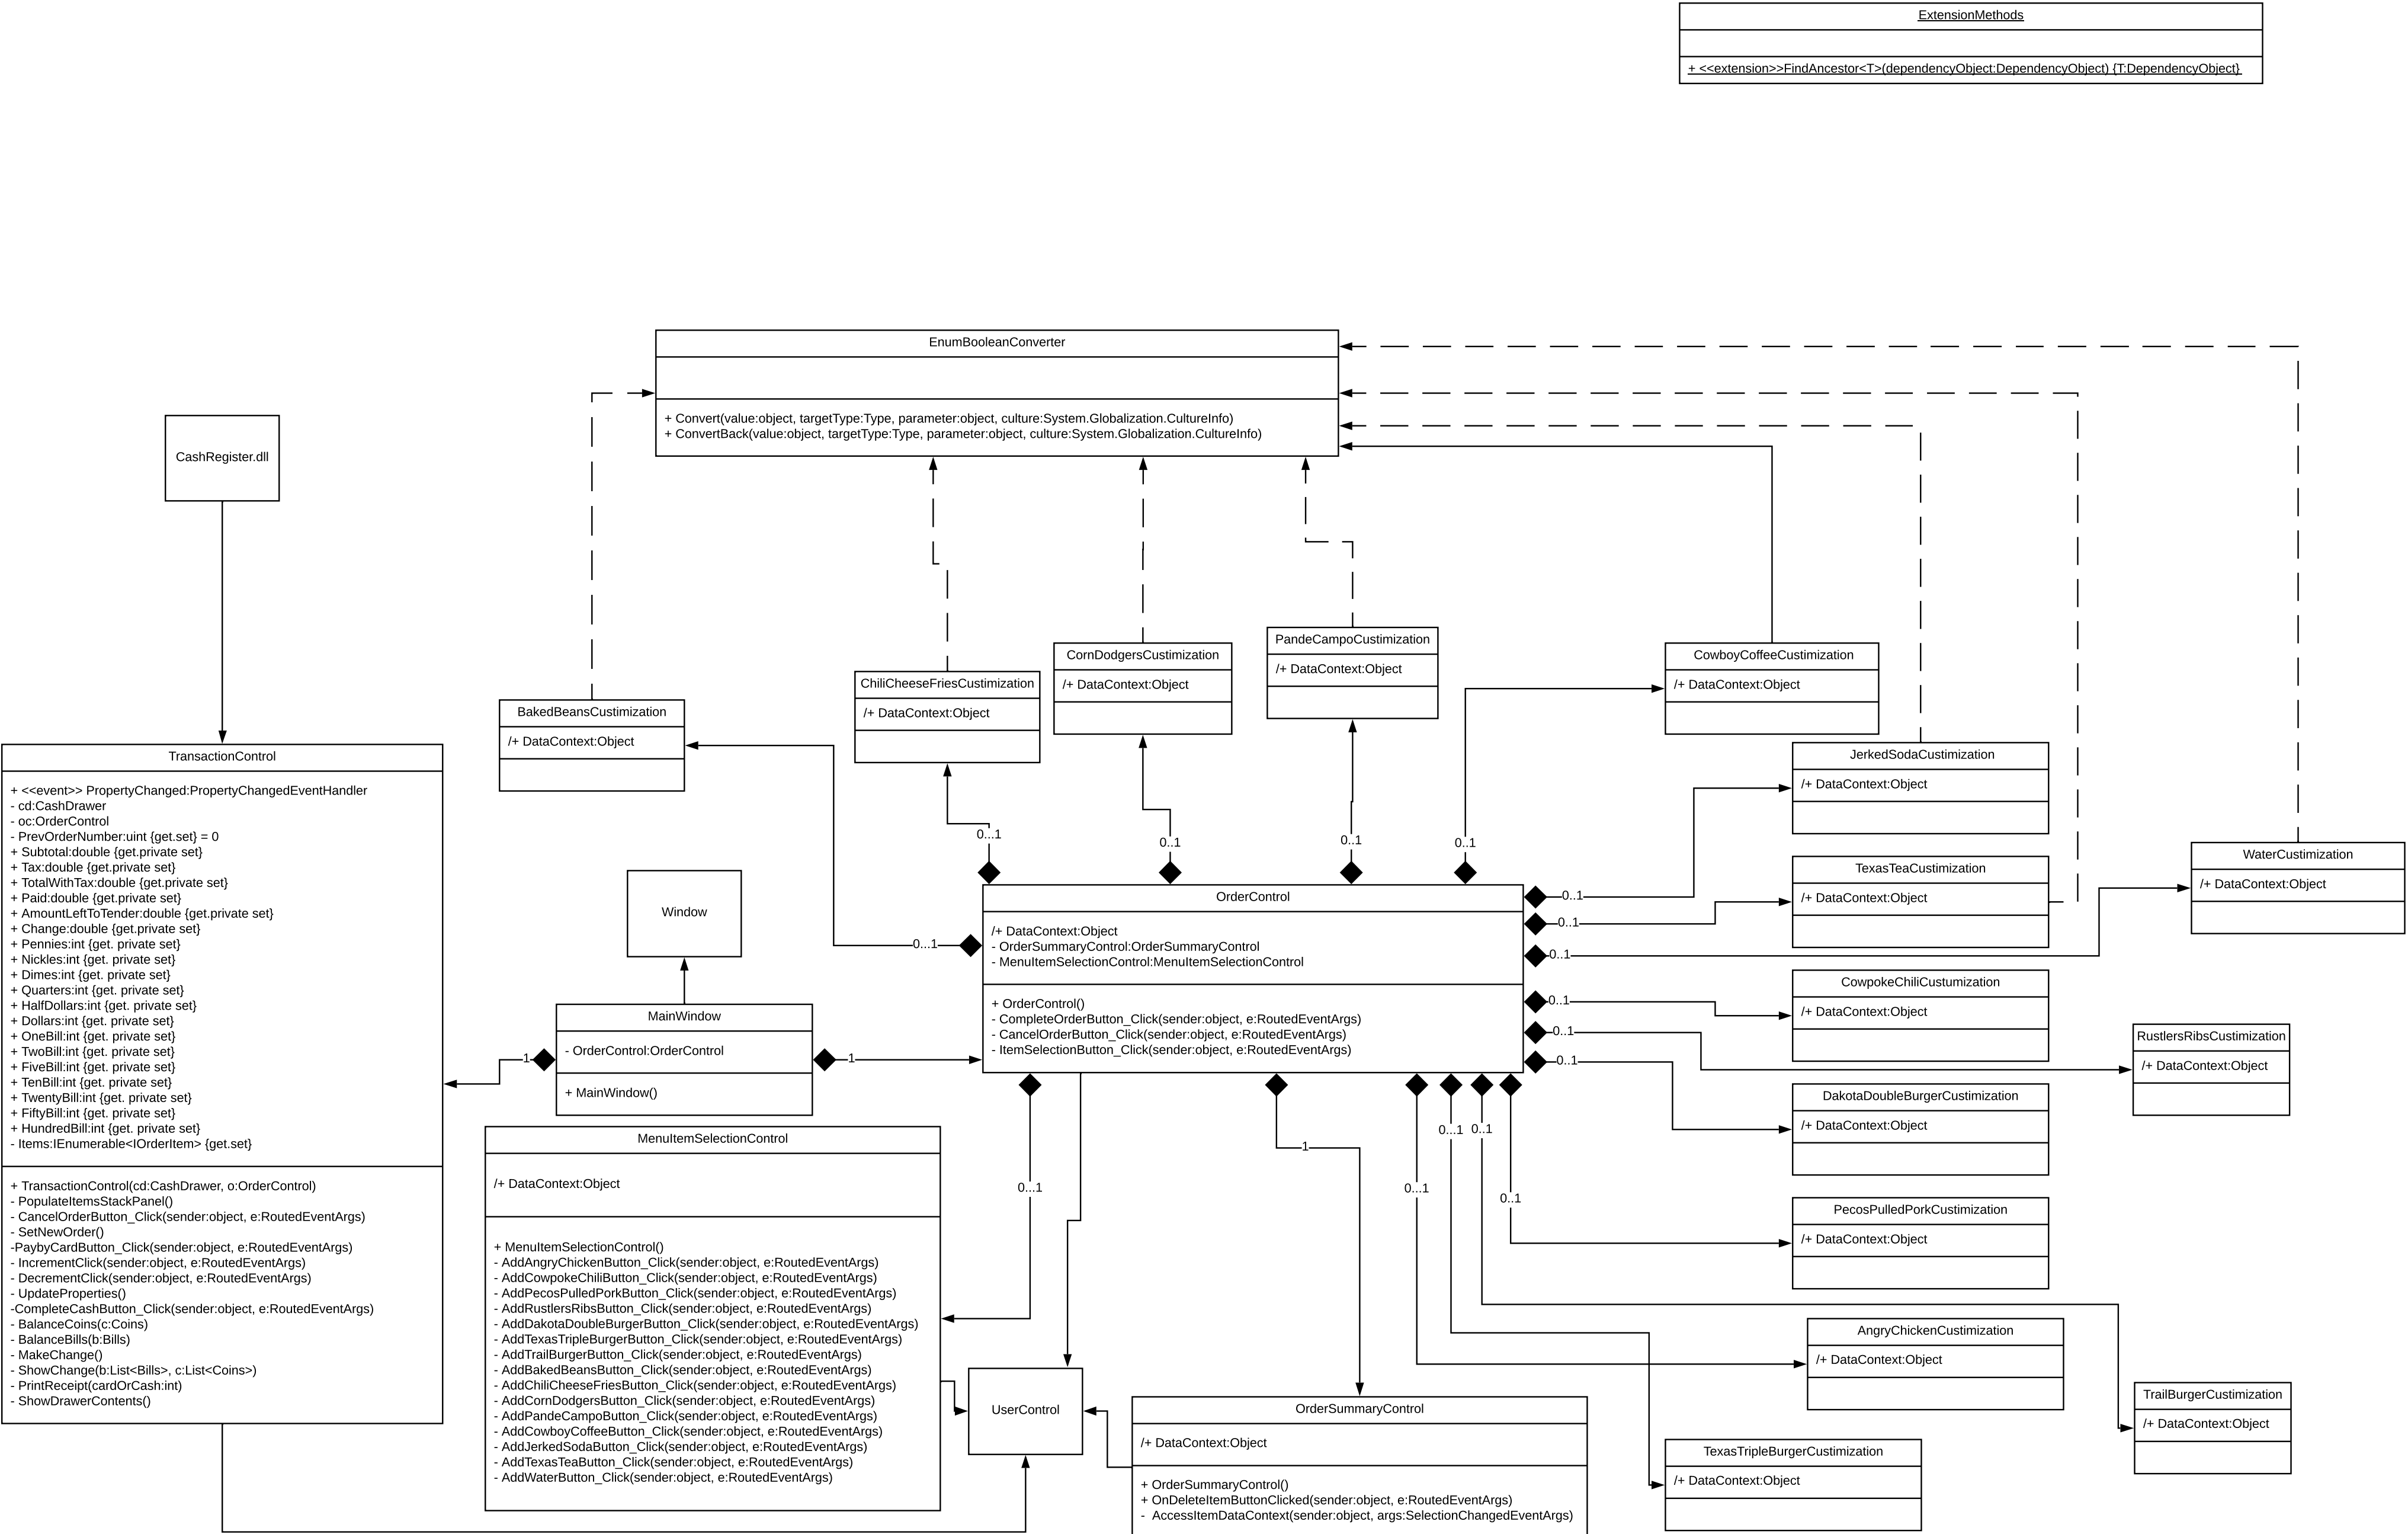 ExtensionMethods
+ <<extension>>FindAncestor<T>(dependencyObject:DependencyObject) {T:DependencyObject}
EnumBooleanConverter
+ Convert(value:object, targetType:Type, parameter:object, culture:System.Globalization.CultureInfo)
+ ConvertBack(value:object, targetType:Type, parameter:object, culture:System.Globalization.CultureInfo)
CashRegister.dll
PandeCampoCustimization
/+ DataContext:Object
CornDodgersCustimization
/+ DataContext:Object
CowboyCoffeeCustimization
/+ DataContext:Object
ChiliCheeseFriesCustimization
/+ DataContext:Object
BakedBeansCustimization
/+ DataContext:Object
JerkedSodaCustimization
/+ DataContext:Object
TexasTeaCustimization
/+ DataContext:Object
WaterCustimization
/+ DataContext:Object
TransactionControl
+ <<event>> PropertyChanged:PropertyChangedEventHandler
- cd:CashDrawer
- oc:OrderControl
- PrevOrderNumber:uint {get.set} = 0
+ Subtotal:double {get.private set}
+ Tax:double {get.private set}
+ TotalWithTax:double {get.private set}
+ Paid:double {get.private set}
+ AmountLeftToTender:double {get.private set}
+ Change:double {get.private set}
+ Pennies:int {get. private set}
+ Nickles:int {get. private set}
+ Dimes:int {get. private set}
+ Quarters:int {get. private set}
+ HalfDollars:int {get. private set}
+ Dollars:int {get. private set}
+ OneBill:int {get. private set}
+ TwoBill:int {get. private set}
+ FiveBill:int {get. private set}
+ TenBill:int {get. private set}
+ TwentyBill:int {get. private set}
+ FiftyBill:int {get. private set}
+ HundredBill:int {get. private set}
- Items:IEnumerable<IOrderItem> {get.set}
+ TransactionControl(cd:CashDrawer, o:OrderControl)
- PopulateItemsStackPanel()
- CancelOrderButton_Click(sender:object, e:RoutedEventArgs)
- SetNewOrder()
-PaybyCardButton_Click(sender:object, e:RoutedEventArgs)
- IncrementClick(sender:object, e:RoutedEventArgs)
- DecrementClick(sender:object, e:RoutedEventArgs)
- UpdateProperties()
-CompleteCashButton_Click(sender:object, e:RoutedEventArgs)
- BalanceCoins(c:Coins)
- BalanceBills(b:Bills)
- MakeChange()
- ShowChange(b:List<Bills>, c:List<Coins>)
- PrintReceipt(cardOrCash:int)
- ShowDrawerContents()
Window
MainWindow
- OrderControl:OrderControl
+ MainWindow()
1
1
0...1
0...1
0..1
0..1
0..1
0..1
0..1
0..1
0..1
0..1
0..1
OrderControl
/+ DataContext:Object
- OrderSummaryControl:OrderSummaryControl
- MenuItemSelectionControl:MenuItemSelectionControl
+ OrderControl()
- CompleteOrderButton_Click(sender:object, e:RoutedEventArgs)
- CancelOrderButton_Click(sender:object, e:RoutedEventArgs)
- ItemSelectionButton_Click(sender:object, e:RoutedEventArgs)
CowpokeChiliCustumization
/+ DataContext:Object
RustlersRibsCustimization
/+ DataContext:Object
DakotaDoubleBurgerCustimization
/+ DataContext:Object
PecosPulledPorkCustimization
/+ DataContext:Object
0...1
1
0...1
0...1
0..1
0..1
MenuItemSelectionControl
/+ DataContext:Object
+ MenuItemSelectionControl()
- AddAngryChickenButton_Click(sender:object, e:RoutedEventArgs)
- AddCowpokeChiliButton_Click(sender:object, e:RoutedEventArgs)
- AddPecosPulledPorkButton_Click(sender:object, e:RoutedEventArgs)
- AddRustlersRibsButton_Click(sender:object, e:RoutedEventArgs)
- AddDakotaDoubleBurgerButton_Click(sender:object, e:RoutedEventArgs)
- AddTexasTripleBurgerButton_Click(sender:object, e:RoutedEventArgs)
- AddTrailBurgerButton_Click(sender:object, e:RoutedEventArgs)
- AddBakedBeansButton_Click(sender:object, e:RoutedEventArgs)
- AddChiliCheeseFriesButton_Click(sender:object, e:RoutedEventArgs)
- AddCornDodgersButton_Click(sender:object, e:RoutedEventArgs)
- AddPandeCampoButton_Click(sender:object, e:RoutedEventArgs)
- AddCowboyCoffeeButton_Click(sender:object, e:RoutedEventArgs)
- AddJerkedSodaButton_Click(sender:object, e:RoutedEventArgs)
- AddTexasTeaButton_Click(sender:object, e:RoutedEventArgs)
- AddWaterButton_Click(sender:object, e:RoutedEventArgs)
UserControl
OrderSummaryControl
/+ DataContext:Object
+ OrderSummaryControl()
+ OnDeleteItemButtonClicked(sender:object, e:RoutedEventArgs)
- AccessItemDataContext(sender:object, args:SelectionChangedEventArgs)
AngryChickenCustimization
/+ DataContext:Object
TrailBurgerCustimization
/+ DataContext:Object
TexasTripleBurgerCustimization
/+ DataContext:Object